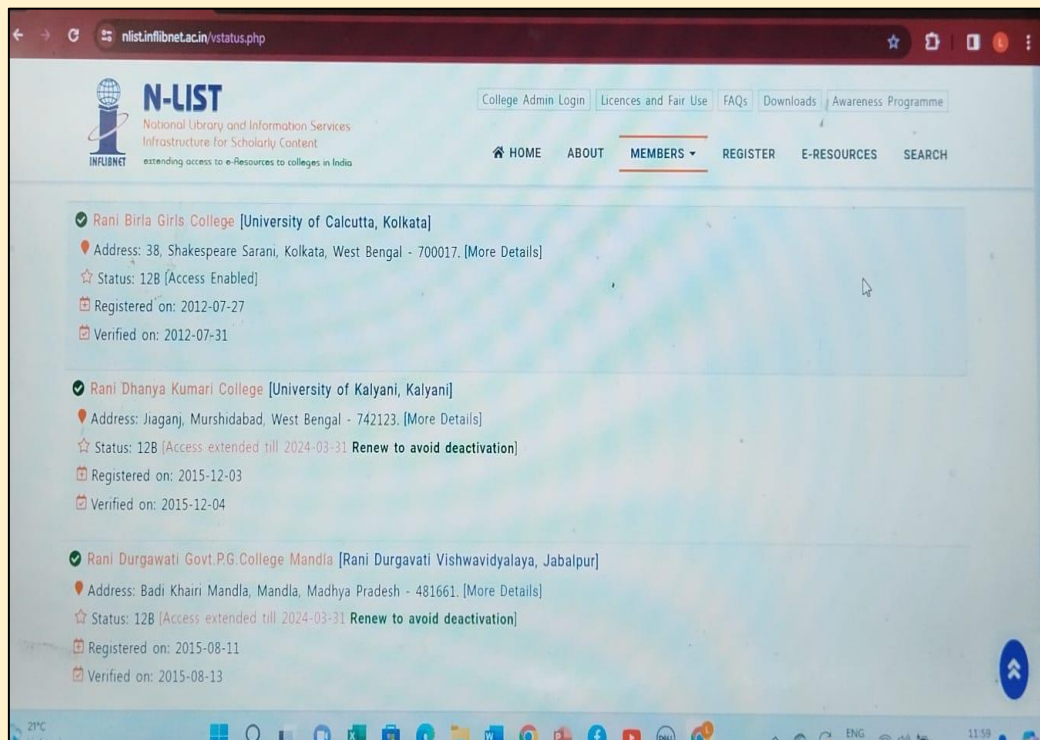 nlist.inflibnet.ac.in/vstatus.php
L
N-LIST
National Library and Information Services
Infrastructure for Scholarly Content
INFLIBNET
extending access to e-Resources to colleges in India
College Admin Login Licences and Fair Use FAQs Downloads Awareness Programme
HOME ABOUT MEMBERS REGISTER E-RESOURCES SEARCH
Rani Birla Girls College [University of Calcutta, Kolkata]
Address: 38, Shakespeare Sarani, Kolkata, West Bengal - 700017. [More Details]
Status: 12B [Access Enabled]
Registered on: 2012-07-27
Verified on: 2012-07-31
Rani Dhanya Kumari College [University of Kalyani, Kalyani]
Address: Jiaganj, Murshidabad, West Bengal - 742123. [More Details]
Status: 12B [Access extended till 2024-03-31 Renew to avoid deactivation]
Registered on: 2015-12-03
Verified on: 2015-12-04
Rani Durgawati Govt.P.G.College Mandla [Rani Durgavati Vishwavidyalaya, Jabalpur]
Address: Badi Khairi Mandla, Mandla, Madhya Pradesh - 481661. [More Details]
Status: 12B [Access extended till 2024-03-31 Renew to avoid deactivation]
Registered on: 2015-08-11
Verified on: 2015-08-13
21°C
ENG
11:59